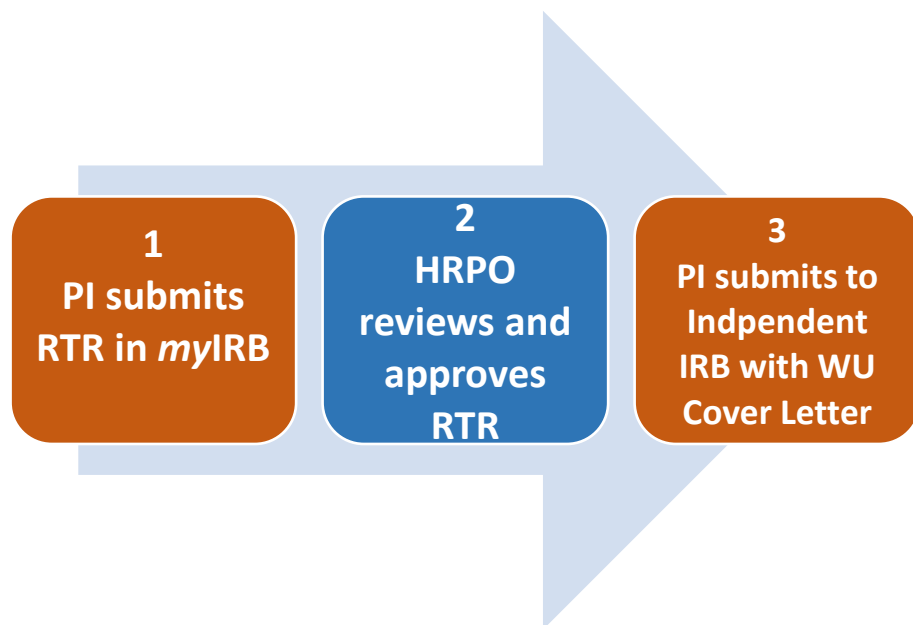 1
PI submits
RTR in myIRB
2
HRPO
reviews and
approves
RTR
3
PI submits to
Indpendent
IRB with WU
Cover Letter